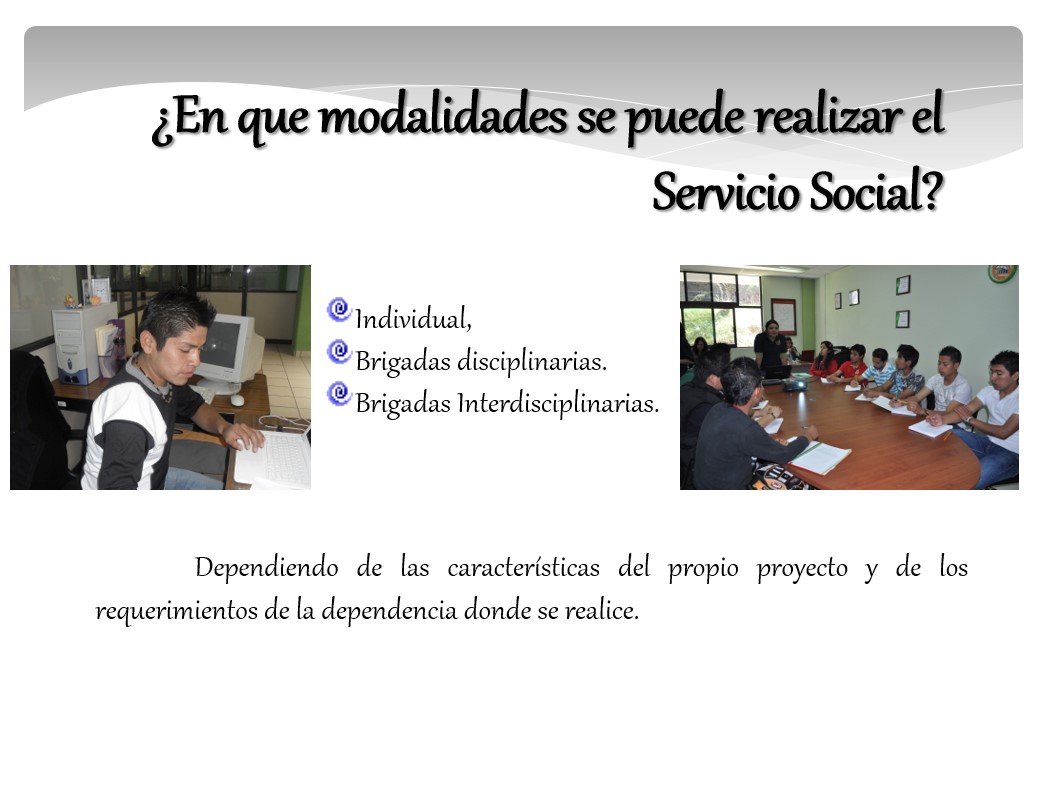 ¿En que modalidades se puede realizar el
Servicio Social?
Individual,
Brigadas disciplinarias.
Brigadas Interdisciplinarias.
Dependiendo de las características del propio proyecto y de los
requerimientos de la dependencia donde se realice.